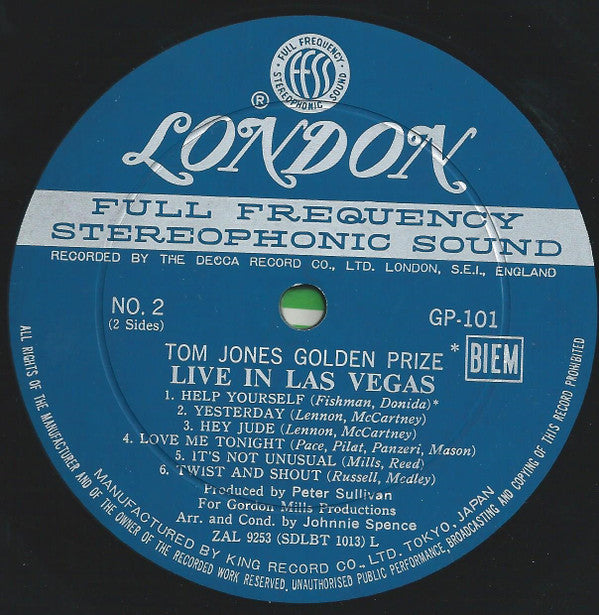 FULL FREQUENCY
FFSS
STEREOPHONIC SOUND
® LONDON
FULL FREQUENCY
STEREOPHONIC SOUND
RECORDED BY THE DECCA RECORD CO., LTD. LONDON, S.E.I., ENGLAND
NO. 2
(2 Sides)
GP-101
TOM JONES GOLDEN PRIZE * BIEM
LIVE IN LAS VEGAS
1. HELP YOURSELF (Fishman, Donida)*
2. YESTERDAY (Lennon, McCartney)
3. HEY JUDE (Lennon, McCartney)
4. LOVE ME TONIGHT (Pace, Pilat, Panzeri, Mason)
5. IT'S NOT UNUSUAL (Mills, Reed)
6. TWIST AND SHOUT (Russell, Medley)
Produced by Peter Sullivan
For Gordon Mills Productions
Arr. and Cond. by Johnnie Spence
ZAL 9253 (SDLBT 1013) L
MANUFACTURED BY KING RECORD CO., LTD. TOKYO, JAPAN
ALL RIGHTS OF THE MANUFACTURER AND OF THE OWNER OF THE RECORDED WORK RESERVED. UNAUTHORISED PUBLIC PERFORMANCE, BROADCASTING AND COPYING OF THIS RECORD PROHIBITED